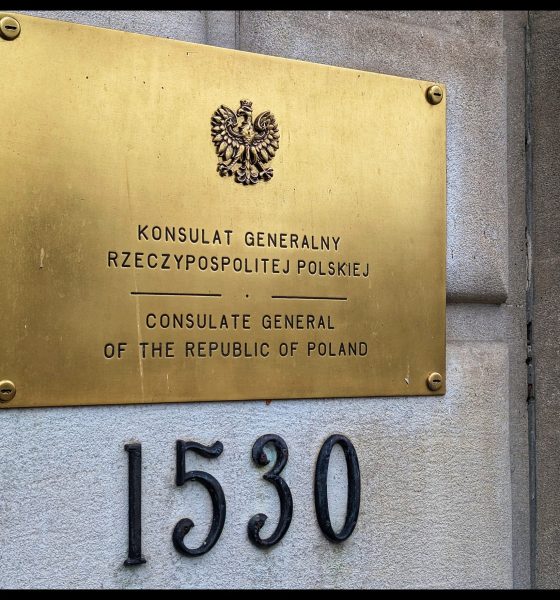 KONSULAT GENERALNY
RZECZYPOSPOLITEJ POLSKIEJ
CONSULATE GENERAL
OF THE REPUBLIC OF POLAND
1530